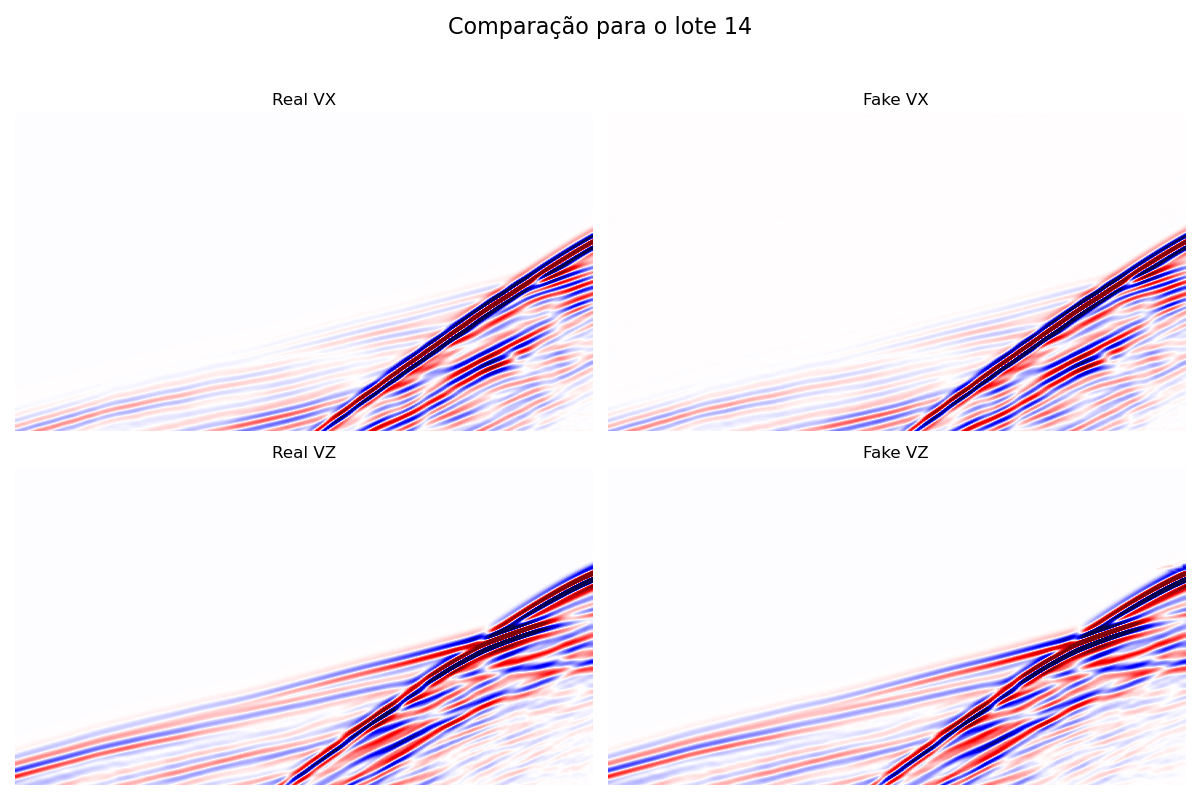 Comparação para o lote 14
Real VX
Fake VX
Real VZ
Fake VZ